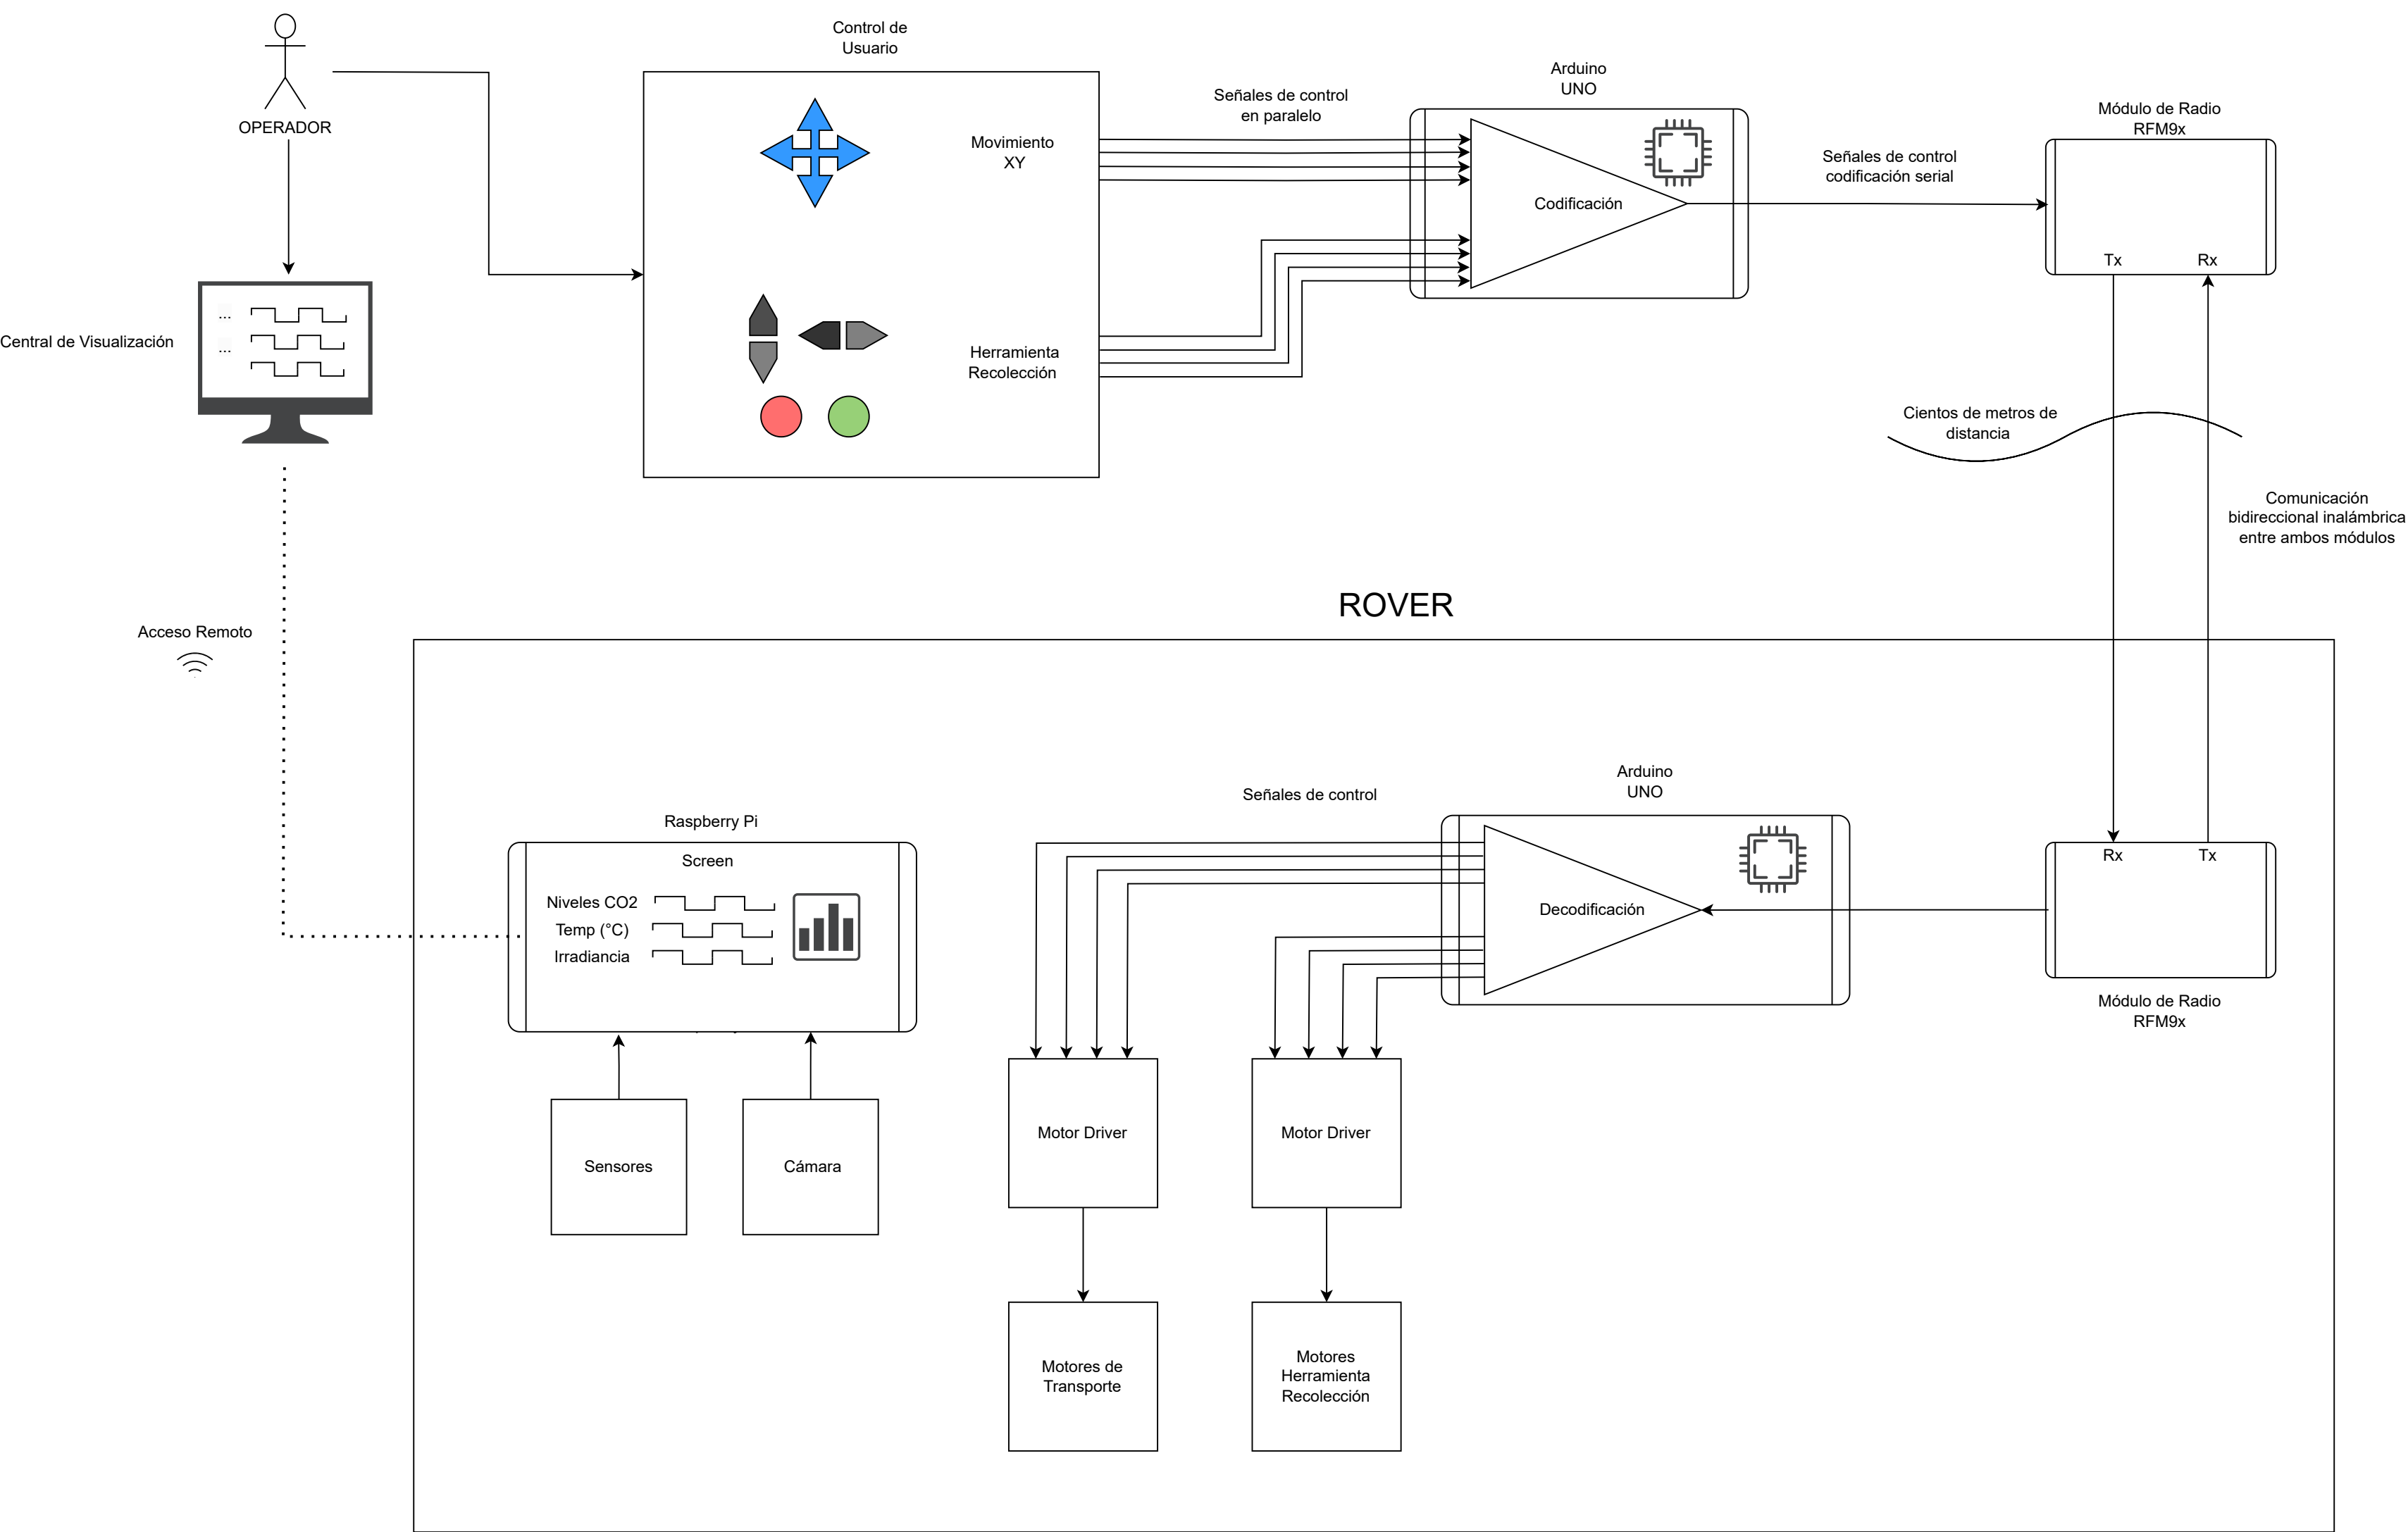 OPERADOR
Control de
Usuario
Movimiento
XY
Herramienta
Recolección
Señales de control
en paralelo
Arduino
UNO
Codificación
Señales de control
codificación serial
Módulo de Radio
RFM9x
Tx
Rx
Central de Visualización
...
...
Cientos de metros de
distancia
Comunicación
bidireccional inalámbrica
entre ambos módulos
Acceso Remoto
ROVER
Raspberry Pi
Screen
Niveles CO2
Temp (°C)
Irradiancia
Sensores
Cámara
Señales de control
Arduino
UNO
Decodificación
Rx
Tx
Módulo de Radio
RFM9x
Motor Driver
Motor Driver
Motores de
Transporte
Motores
Herramienta
Recolección